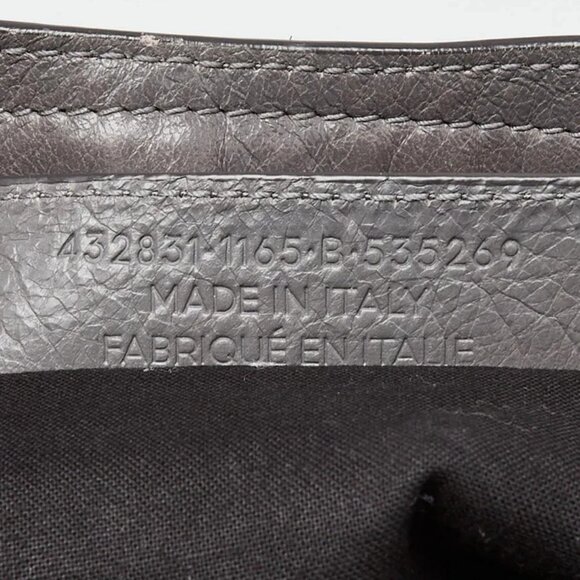 432831·1165·B·535269
MADE IN ITALY
FABRIQUÉ EN ITALIE